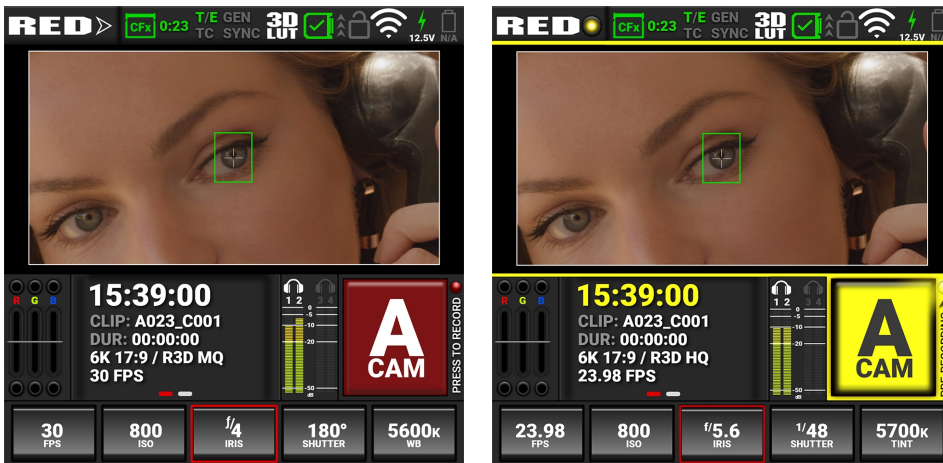 RED
CFx 0:23
T/E GEN
TC SYNC
3D
LUT
12.5V
N/A
R G B
15:39:00
CLIP: A023_C001
DUR: 00:00:00
6K 17:9 / R3D MQ
30 FPS
1 2 3 4
0
-5
-10
-20
-50
dB
A
CAM
PRESS TO RECORD
30
FPS
800
ISO
f/4
IRIS
180°
SHUTTER
5600K
WB
RED
CFx 0:23
T/E GEN
TC SYNC
3D
LUT
12.5V
N/A
R G B
15:39:00
CLIP: A023_C001
DUR: 00:00:00
6K 17:9 / R3D HQ
23.98 FPS
1 2 3 4
0
-5
-10
-20
-50
dB
A
CAM
23.98
FPS
800
ISO
f/5.6
IRIS
1/48
SHUTTER
5700K
TINT